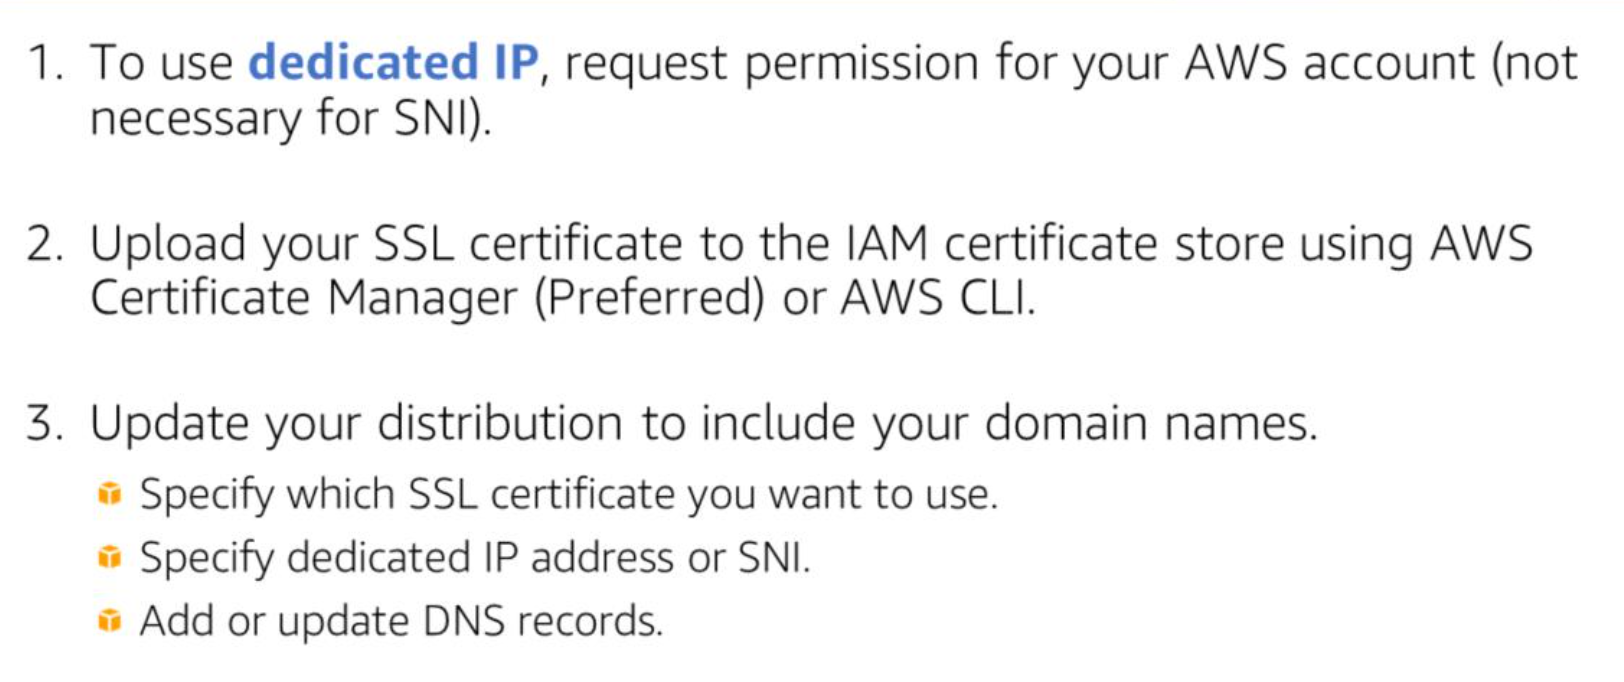 1. To use dedicated IP, request permission for your AWS account (not
necessary for SNI).
2. Upload your SSL certificate to the IAM certificate store using AWS
Certificate Manager (Preferred) or AWS CLI.
3. Update your distribution to include your domain names.
Specify which SSL certificate you want to use.
Specify dedicated IP address or SNI.
Add or update DNS records.